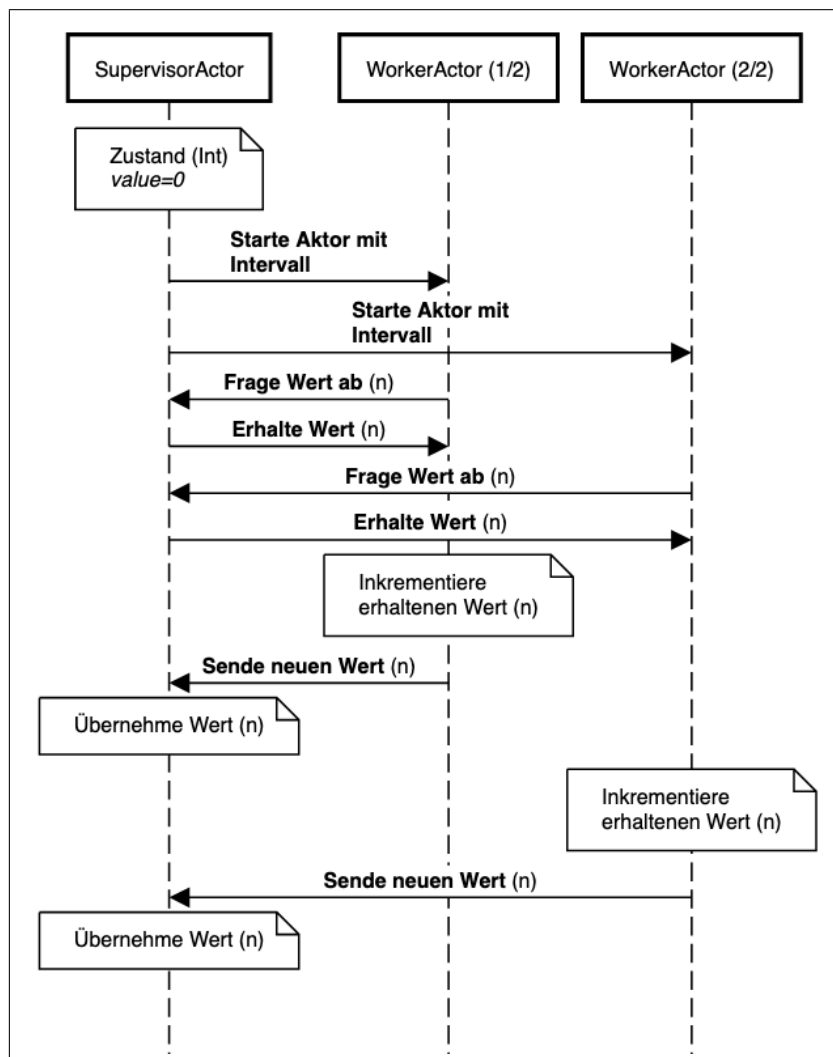 SupervisorActor
WorkerActor (1/2)
WorkerActor (2/2)
Zustand (Int)
value=0
Starte Aktor mit
Intervall
Starte Aktor mit
Intervall
Frage Wert ab (n)
Erhalte Wert (n)
Frage Wert ab (n)
Erhalte Wert (n)
Inkrementiere
erhaltenen Wert (n)
Sende neuen Wert (n)
Übernehme Wert (n)
Inkrementiere
erhaltenen Wert (n)
Sende neuen Wert (n)
Übernehme Wert (n)